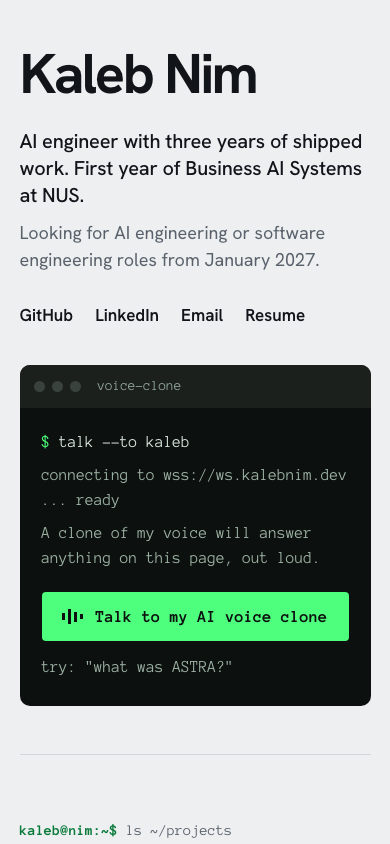 Kaleb Nim
AI engineer with three years of shipped
work. First year of Business AI Systems
at NUS.
Looking for AI engineering or software
engineering roles from January 2027.
GitHub LinkedIn Email Resume
voice-clone
$ talk --to kaleb
connecting to wss://ws.kalebnim.dev
... ready
A clone of my voice will answer
anything on this page, out loud.
Talk to my AI voice clone
try: "what was ASTRA?"
kaleb@nim:~$ ls ~/projects